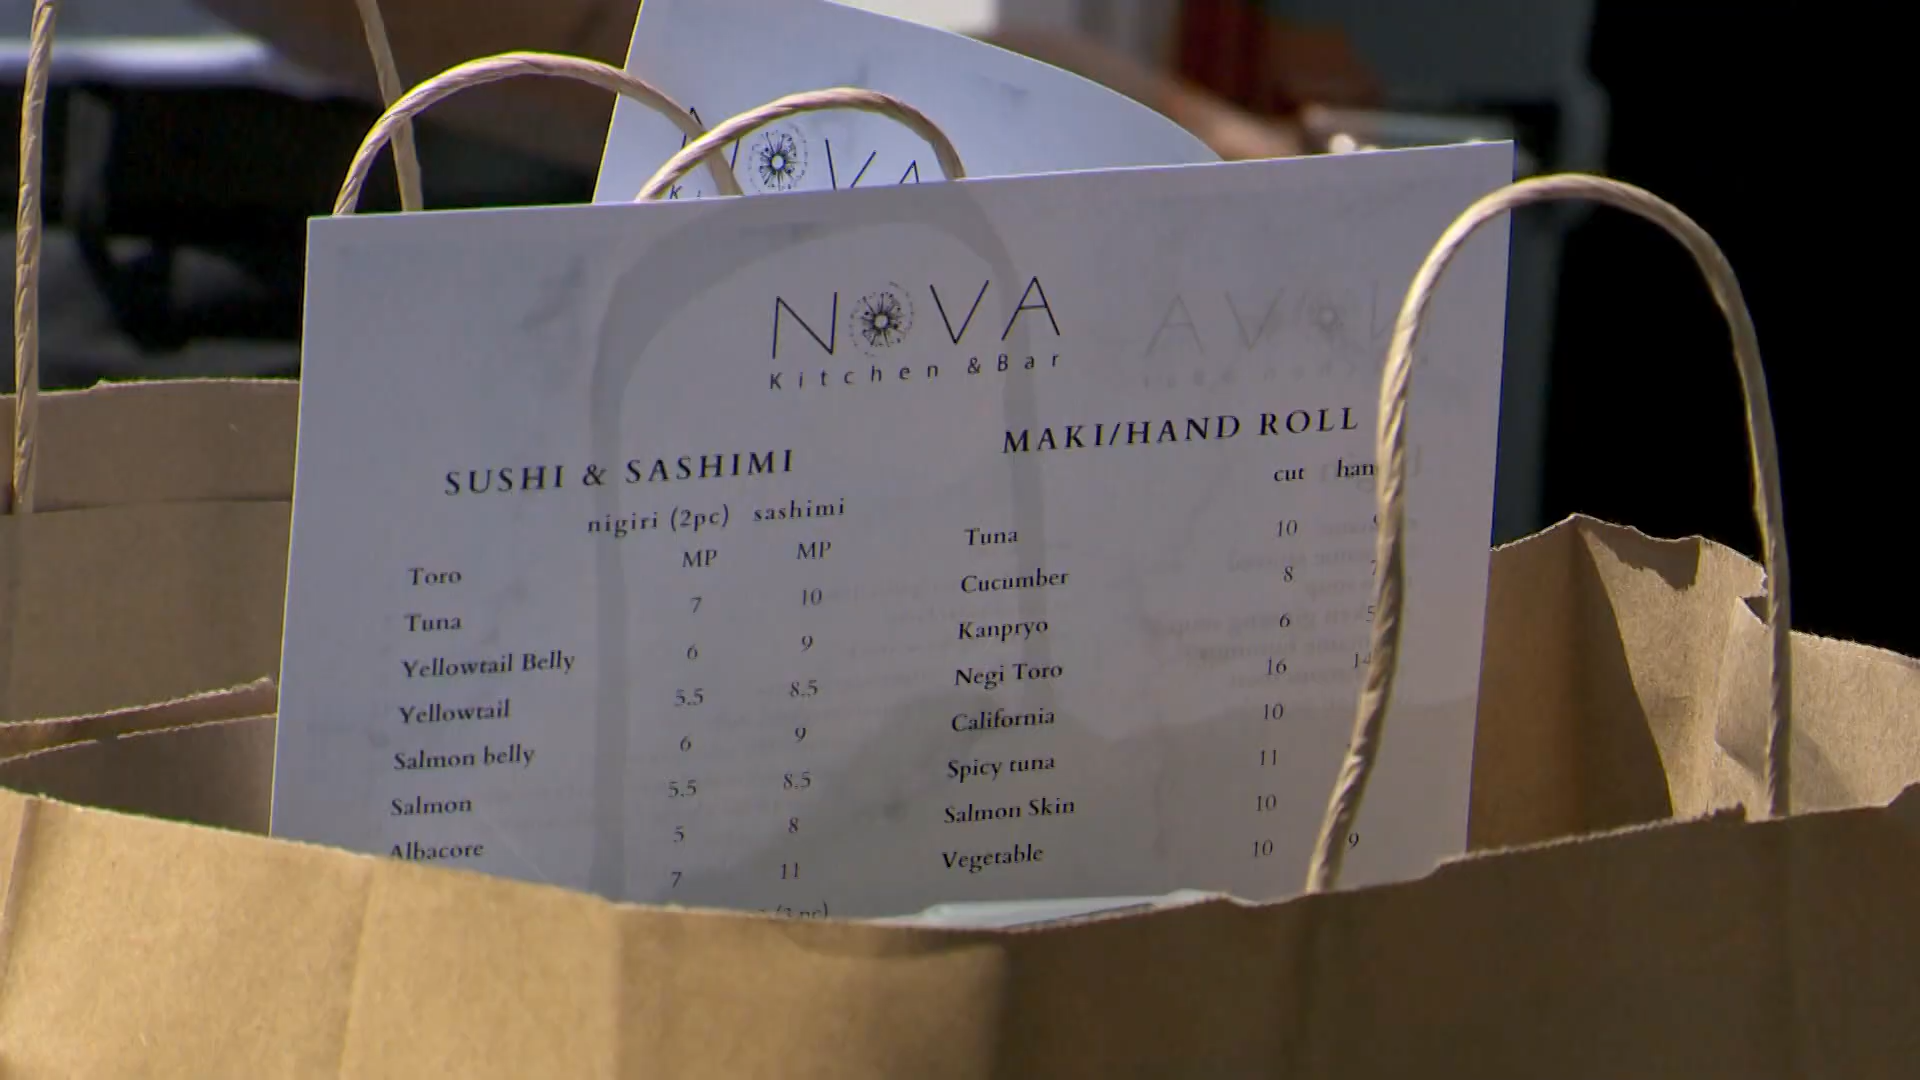 NOVA
NOVA
Kitchen & Bar
SUSHI & SASHIMI
nigiri (2pc) sashimi
Toro MP MP
Tuna 7 10
Yellowtail Belly 6 9
Yellowtail 5.5 8.5
Salmon belly 6 9
Salmon 5.5 8.5
Albacore 5 8
7 11
MAKI/HAND ROLL
cut
Tuna 10
Cucumber 8 7
Kanpryo 6 5
Negi Toro 16 14
California 10
Spicy tuna 11
Salmon Skin 10
Vegetable 10 9